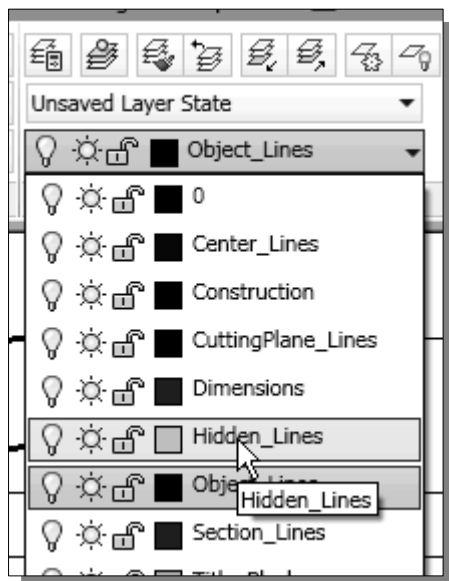 Unsaved Layer State
Object_Lines
0
Center_Lines
Construction
CuttingPlane_Lines
Dimensions
Hidden_Lines
Hidden_Lines
Section_Lines